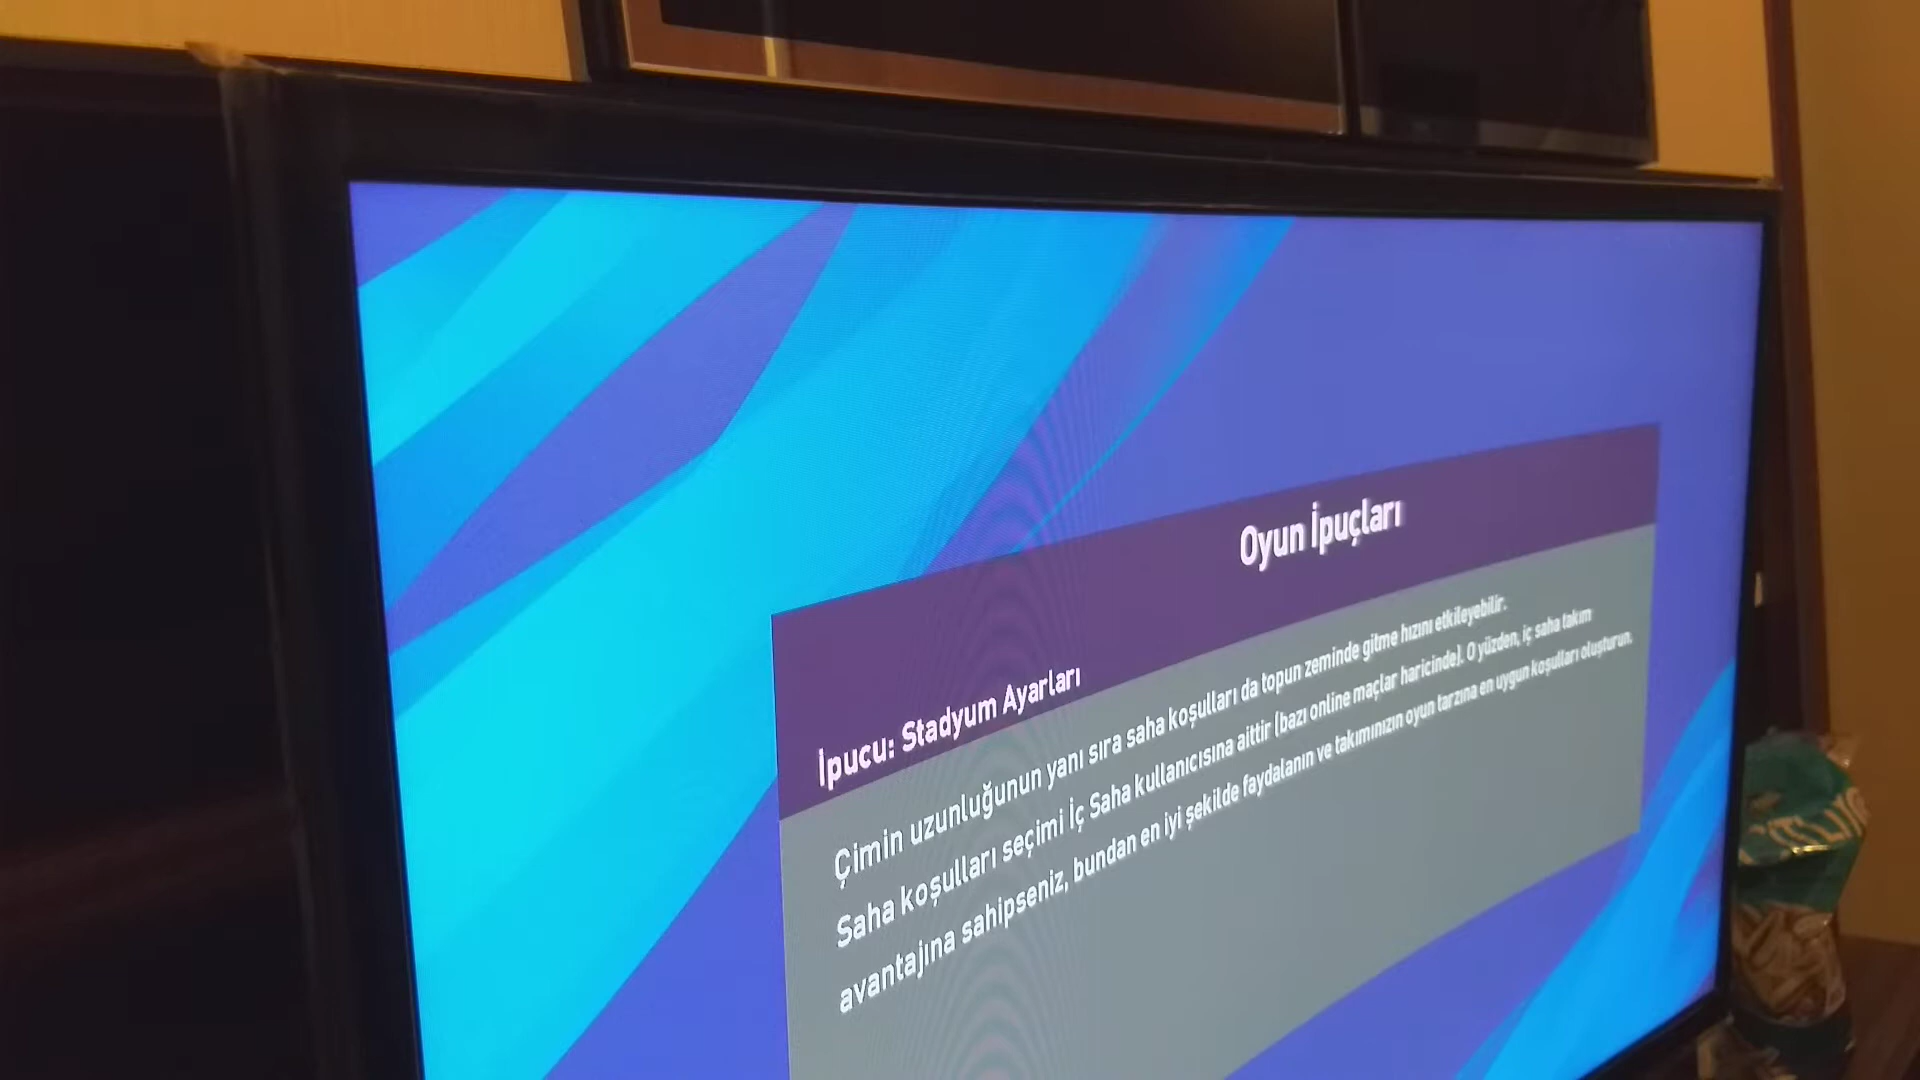 Oyun İpuçları
İpucu: Stadyum Ayarları
Çimin uzunluğunun yanı sıra saha koşulları da topun zeminde gitme hızını etkileyebilir.
Saha koşulları seçimi İç Saha kullanıcısına aittir (bazı online maçlar haricinde). O yüzden, iç saha takım
avantajına sahipseniz, bundan en iyi şekilde faydalanın ve takımınızın oyun tarzına en uygun koşulları oluşturun.